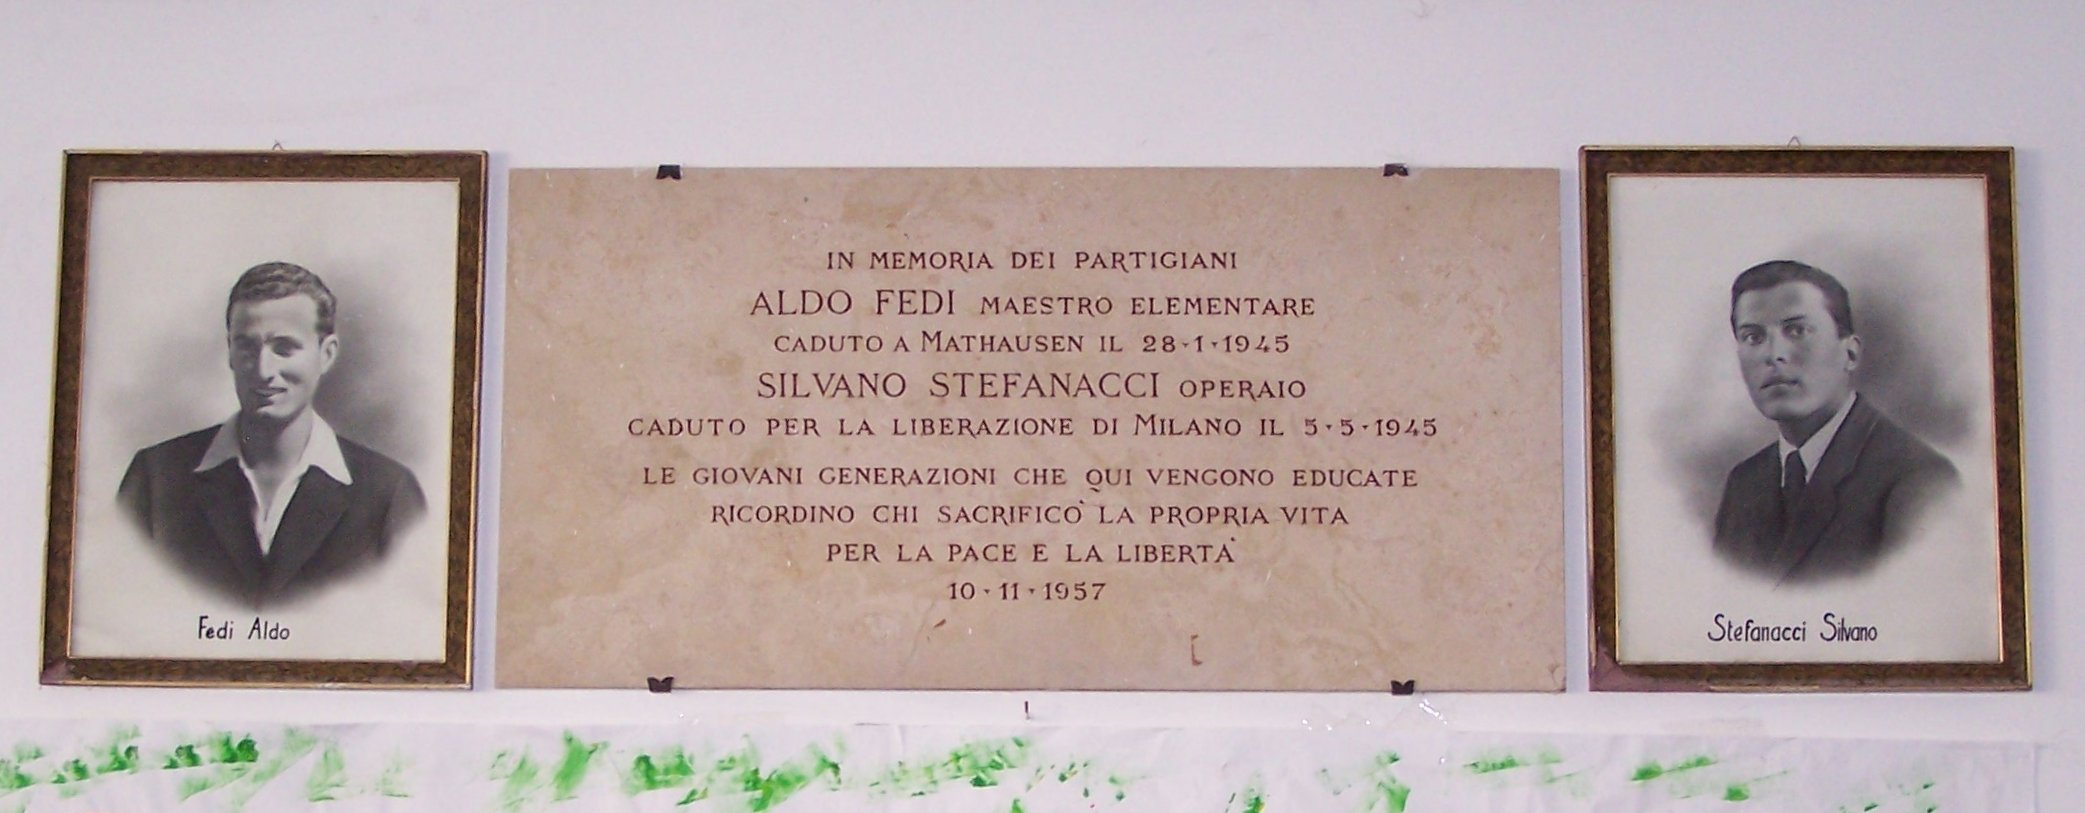 IN MEMORIA DEI PARTIGIANI
ALDO FEDI MAESTRO ELEMENTARE
CADUTO A MATHAUSEN IL 28·1·1945
SILVANO STEFANACCI OPERAIO
CADUTO PER LA LIBERAZIONE DI MILANO IL 5·5·1945
LE GIOVANI GENERAZIONI CHE QUI VENGONO EDUCATE
RICORDINO CHI SACRIFICÒ LA PROPRIA VITA
PER LA PACE E LA LIBERTÀ
10·11·1957
Fedi Aldo
Stefanacci Silvano